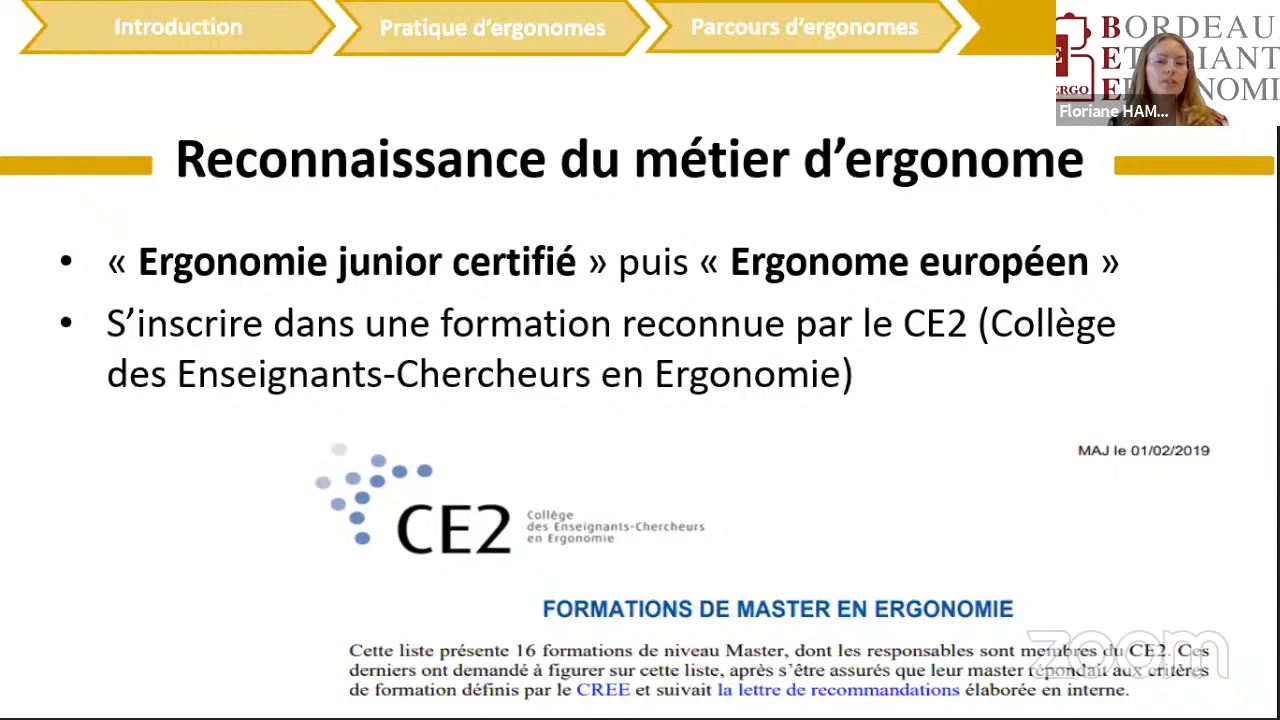 Introduction
Pratique d'ergonomes
Parcours d'ergonomes
BORDEAU
ERGO
Floriane HAM...
Reconnaissance du métier d'ergonome
• « Ergonomie junior certifié » puis « Ergonome européen »
• S'inscrire dans une formation reconnue par le CE2 (Collège
des Enseignants-Chercheurs en Ergonomie)
MAJ le 01/02/2019
CE2
Collège
des Enseignants-Chercheurs
en Ergonomie
FORMATIONS DE MASTER EN ERGONOMIE
Cette liste présente 16 formations de niveau Master, dont les responsables sont membres du CE2. Ces
derniers ont demandé à figurer sur cette liste, après s'être assurés que leur master répondait aux critères
de formation définis par le CREE et suivait la lettre de recommandations élaborée en interne.
zoom